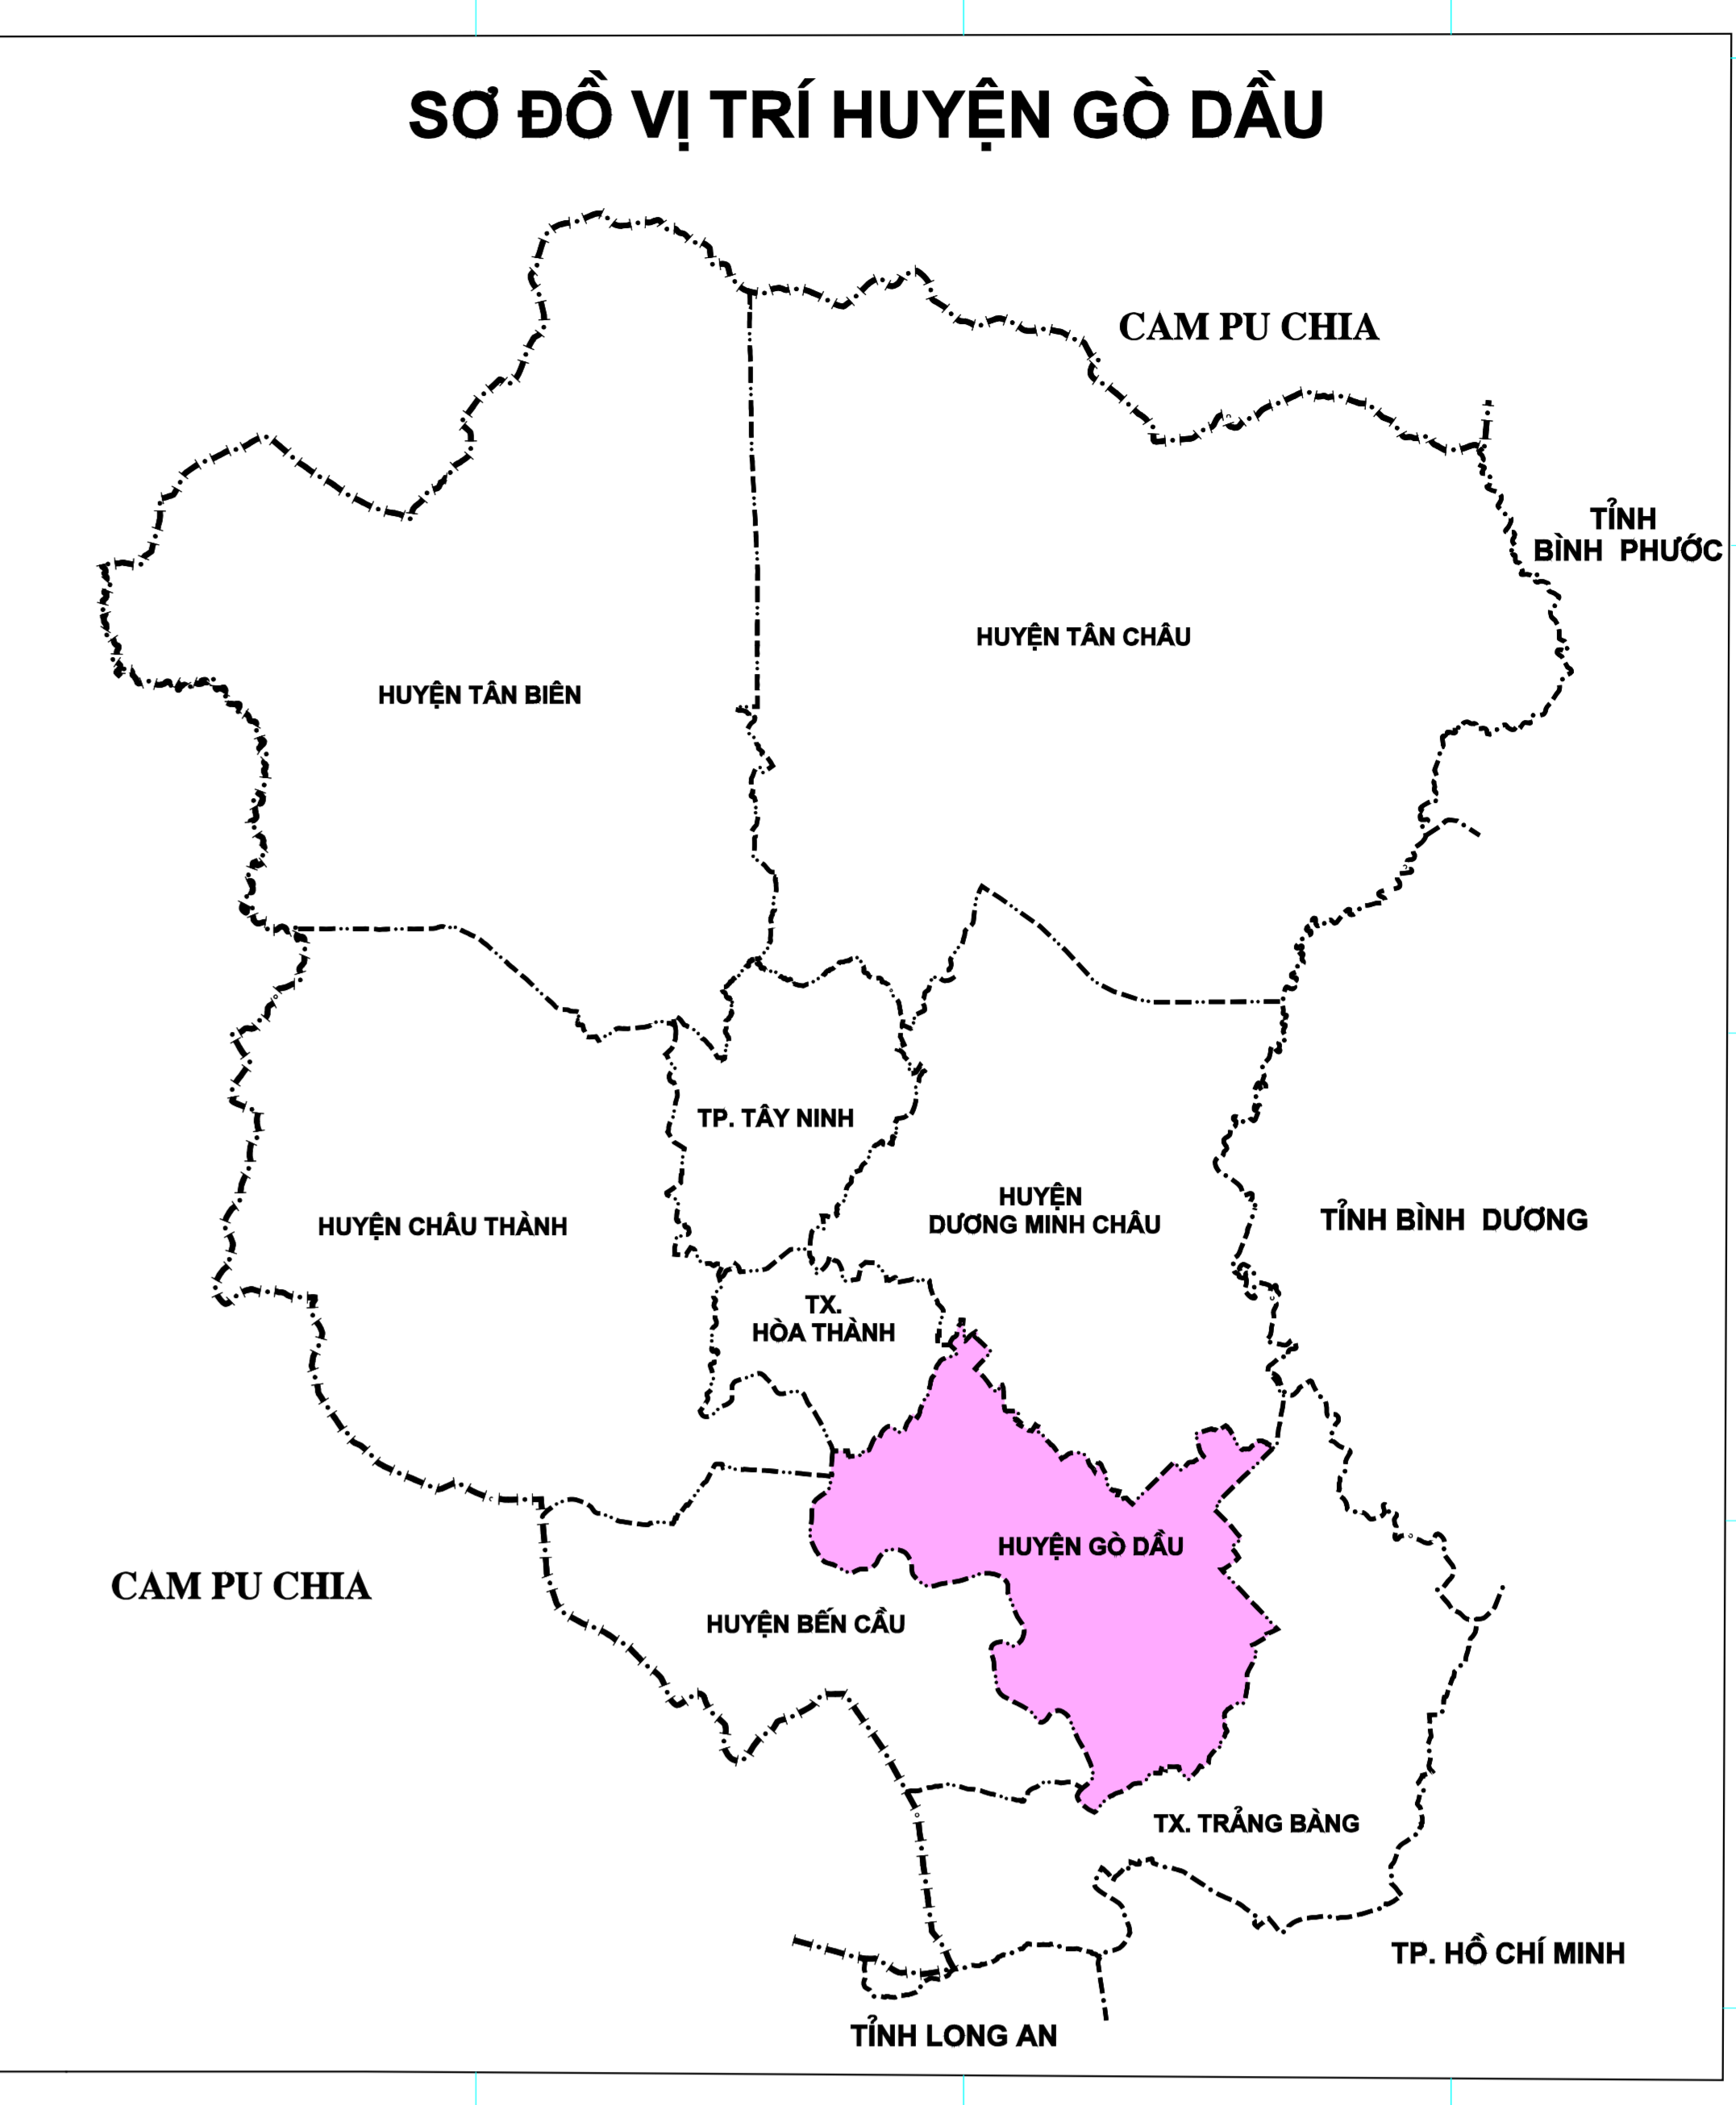 SƠ ĐỒ VỊ TRÍ HUYỆN GÒ DẦU
CAM PU CHIA
TỈNH
BÌNH PHƯỚC
HUYỆN TÂN CHÂU
HUYỆN TÂN BIÊN
TP. TÂY NINH
HUYỆN
DƯƠNG MINH CHÂU
TỈNH BÌNH DƯƠNG
HUYỆN CHÂU THÀNH
TX.
HÒA THÀNH
HUYỆN GÒ DẦU
CAM PU CHIA
HUYỆN BẾN CẦU
TX. TRẢNG BÀNG
TP. HỒ CHÍ MINH
TỈNH LONG AN